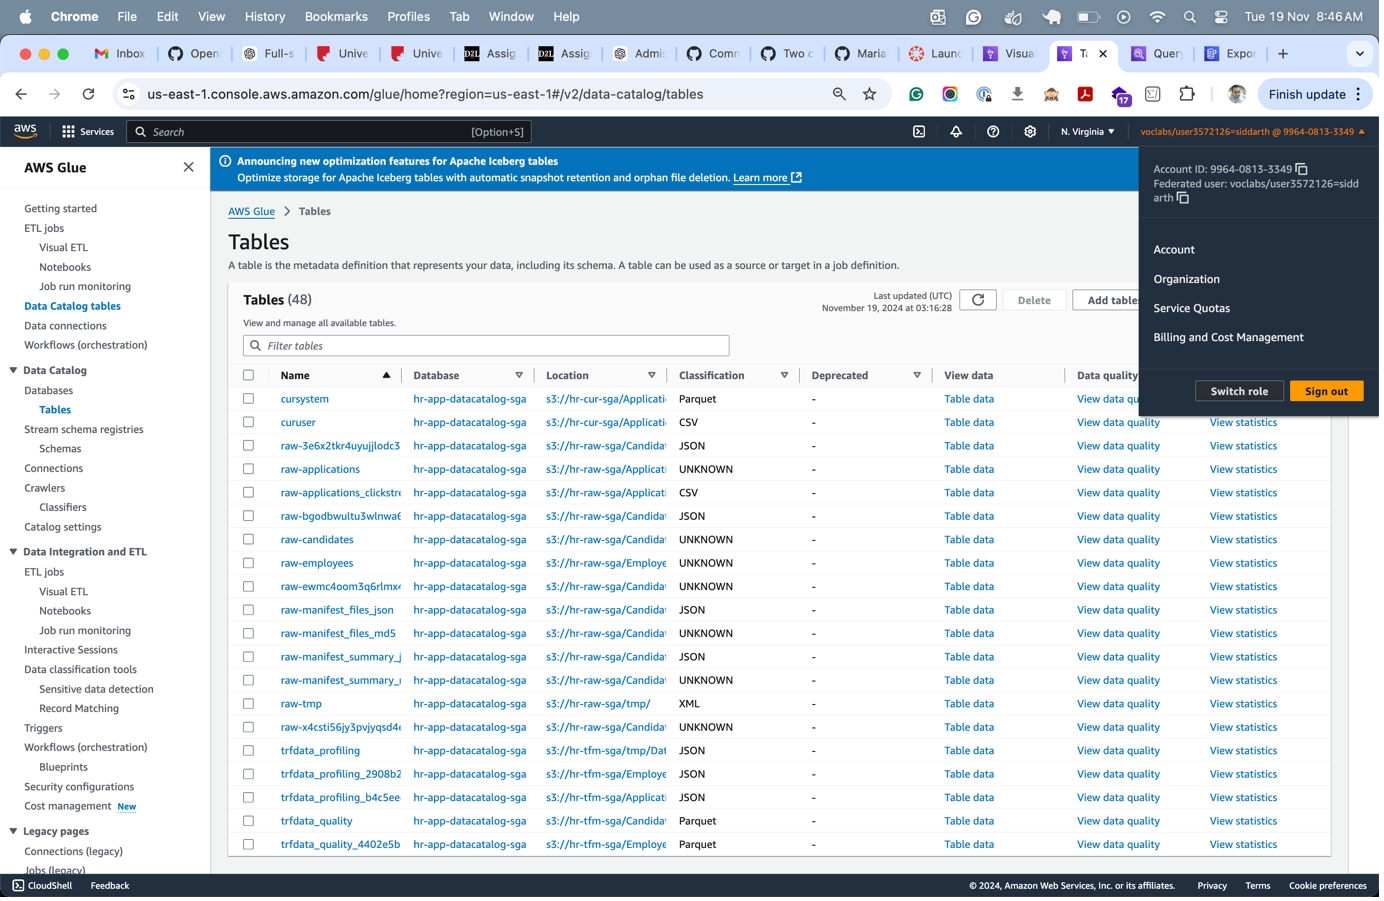 Chrome File Edit View History Bookmarks Profiles Tab Window Help Tue 19 Nov 8:46 AM
Inbox Open Full-s Unive Unive Assig Assig Admi Comm Two c Maria Launc Visua Ta Query Expor
us-east-1.console.aws.amazon.com/glue/home?region=us-east-1#/v2/data-catalog/tables 17 Finish update
aws Services Search [Option+S] N. Virginia voclabs/user3572126=siddarth @ 9964-0813-3349
AWS Glue
Getting started
ETL jobs
Visual ETL
Notebooks
Job run monitoring
Data Catalog tables
Data connections
Workflows (orchestration)
Data Catalog
Databases
Tables
Stream schema registries
Schemas
Connections
Crawlers
Classifiers
Catalog settings
Data Integration and ETL
ETL jobs
Visual ETL
Notebooks
Job run monitoring
Interactive Sessions
Data classification tools
Sensitive data detection
Record Matching
Triggers
Workflows (orchestration)
Blueprints
Security configurations
Cost management New
Legacy pages
Connections (legacy)
Jobs (legacy)
Announcing new optimization features for Apache Iceberg tables
Optimize storage for Apache Iceberg tables with automatic snapshot retention and orphan file deletion. Learn more
Account ID: 9964-0813-3349
Federated user: voclabs/user3572126=sidd
arth
Account
Organization
Service Quotas
Billing and Cost Management
Switch role Sign out
AWS Glue > Tables
Tables
A table is the metadata definition that represents your data, including its schema. A table can be used as a source or target in a job definition.
Tables (48)
Last updated (UTC)
November 19, 2024 at 03:16:28
Delete Add tables
View and manage all available tables.
Filter tables
Name Database Location Classification Deprecated View data Data quality
cursystem hr-app-datacatalog-sga s3://hr-cur-sga/Applicati Parquet - Table data View data qu
curuser hr-app-datacatalog-sga s3://hr-cur-sga/Applicati CSV - Table data View data quality View statistics
raw-3e6x2tkr4uyujjlodc3 hr-app-datacatalog-sga s3://hr-raw-sga/Candidat JSON - Table data View data quality View statistics
raw-applications hr-app-datacatalog-sga s3://hr-raw-sga/Applicati UNKNOWN - Table data View data quality View statistics
raw-applications_clickstre hr-app-datacatalog-sga s3://hr-raw-sga/Applicati CSV - Table data View data quality View statistics
raw-bgodbwultu3wlnwa6 hr-app-datacatalog-sga s3://hr-raw-sga/Candidat JSON - Table data View data quality View statistics
raw-candidates hr-app-datacatalog-sga s3://hr-raw-sga/Candidat UNKNOWN - Table data View data quality View statistics
raw-employees hr-app-datacatalog-sga s3://hr-raw-sga/Employe UNKNOWN - Table data View data quality View statistics
raw-ewmc4oom3q6rlmx4 hr-app-datacatalog-sga s3://hr-raw-sga/Candidat UNKNOWN - Table data View data quality View statistics
raw-manifest_files_json hr-app-datacatalog-sga s3://hr-raw-sga/Candidat JSON - Table data View data quality View statistics
raw-manifest_files_md5 hr-app-datacatalog-sga s3://hr-raw-sga/Candidat UNKNOWN - Table data View data quality View statistics
raw-manifest_summary_j hr-app-datacatalog-sga s3://hr-raw-sga/Candidat JSON - Table data View data quality View statistics
raw-manifest_summary_ hr-app-datacatalog-sga s3://hr-raw-sga/Candidat UNKNOWN - Table data View data quality View statistics
raw-tmp hr-app-datacatalog-sga s3://hr-raw-sga/tmp/ XML - Table data View data quality View statistics
raw-x4csti56jy3pvjyqsd4e hr-app-datacatalog-sga s3://hr-raw-sga/Candidat UNKNOWN - Table data View data quality View statistics
trfdata_profiling hr-app-datacatalog-sga s3://hr-tfm-sga/tmp/Dat JSON - Table data View data quality View statistics
trfdata_profiling_2908b2 hr-app-datacatalog-sga s3://hr-tfm-sga/Employe JSON - Table data View data quality View statistics
trfdata_profiling_b4c5ee hr-app-datacatalog-sga s3://hr-tfm-sga/Applicati JSON - Table data View data quality View statistics
trfdata_quality hr-app-datacatalog-sga s3://hr-tfm-sga/Candidat Parquet - Table data View data quality View statistics
trfdata_quality_4402e5b hr-app-datacatalog-sga s3://hr-tfm-sga/Employe Parquet - Table data View data quality View statistics
CloudShell Feedback © 2024, Amazon Web Services, Inc. or its affiliates. Privacy Terms Cookie preferences